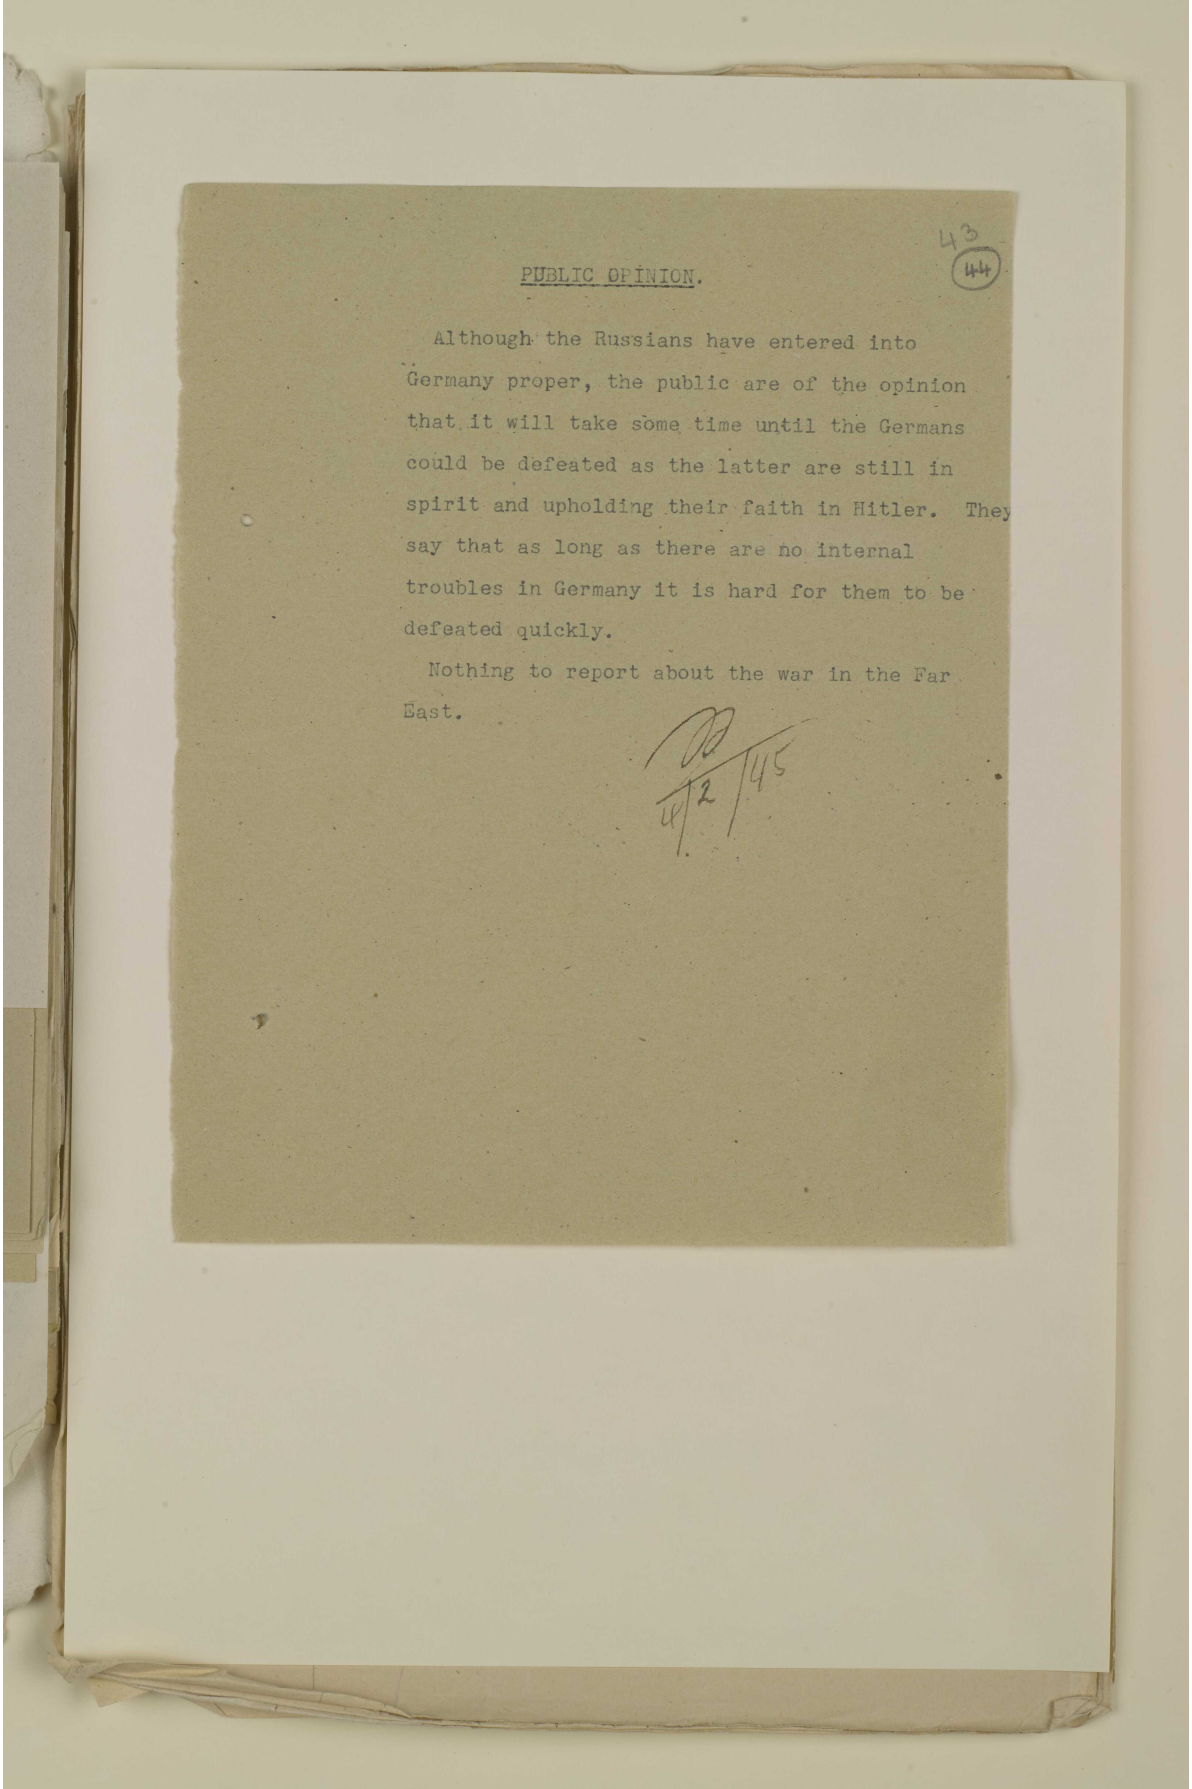 43
44
PUBLIC OPINION.
Although the Russians have entered into
Germany proper, the public are of the opinion
that it will take some time until the Germans
could be defeated as the latter are still in
spirit and upholding their faith in Hitler. They
say that as long as there are no internal
troubles in Germany it is hard for them to be
defeated quickly.
Nothing to report about the war in the Far
East.
4/2/45